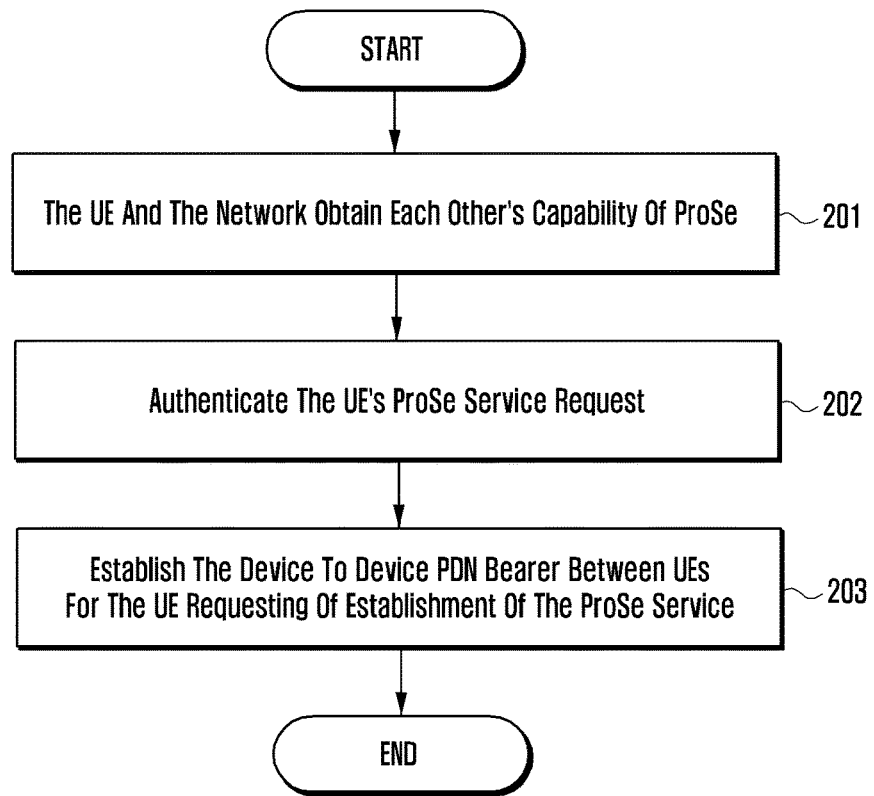 START
The UE And The Network Obtain Each Other's Capability Of ProSe
201
Authenticate The UE's ProSe Service Request
202
Establish The Device To Device PDN Bearer Between UEs
For The UE Requesting Of Establishment Of The ProSe Service
203
END